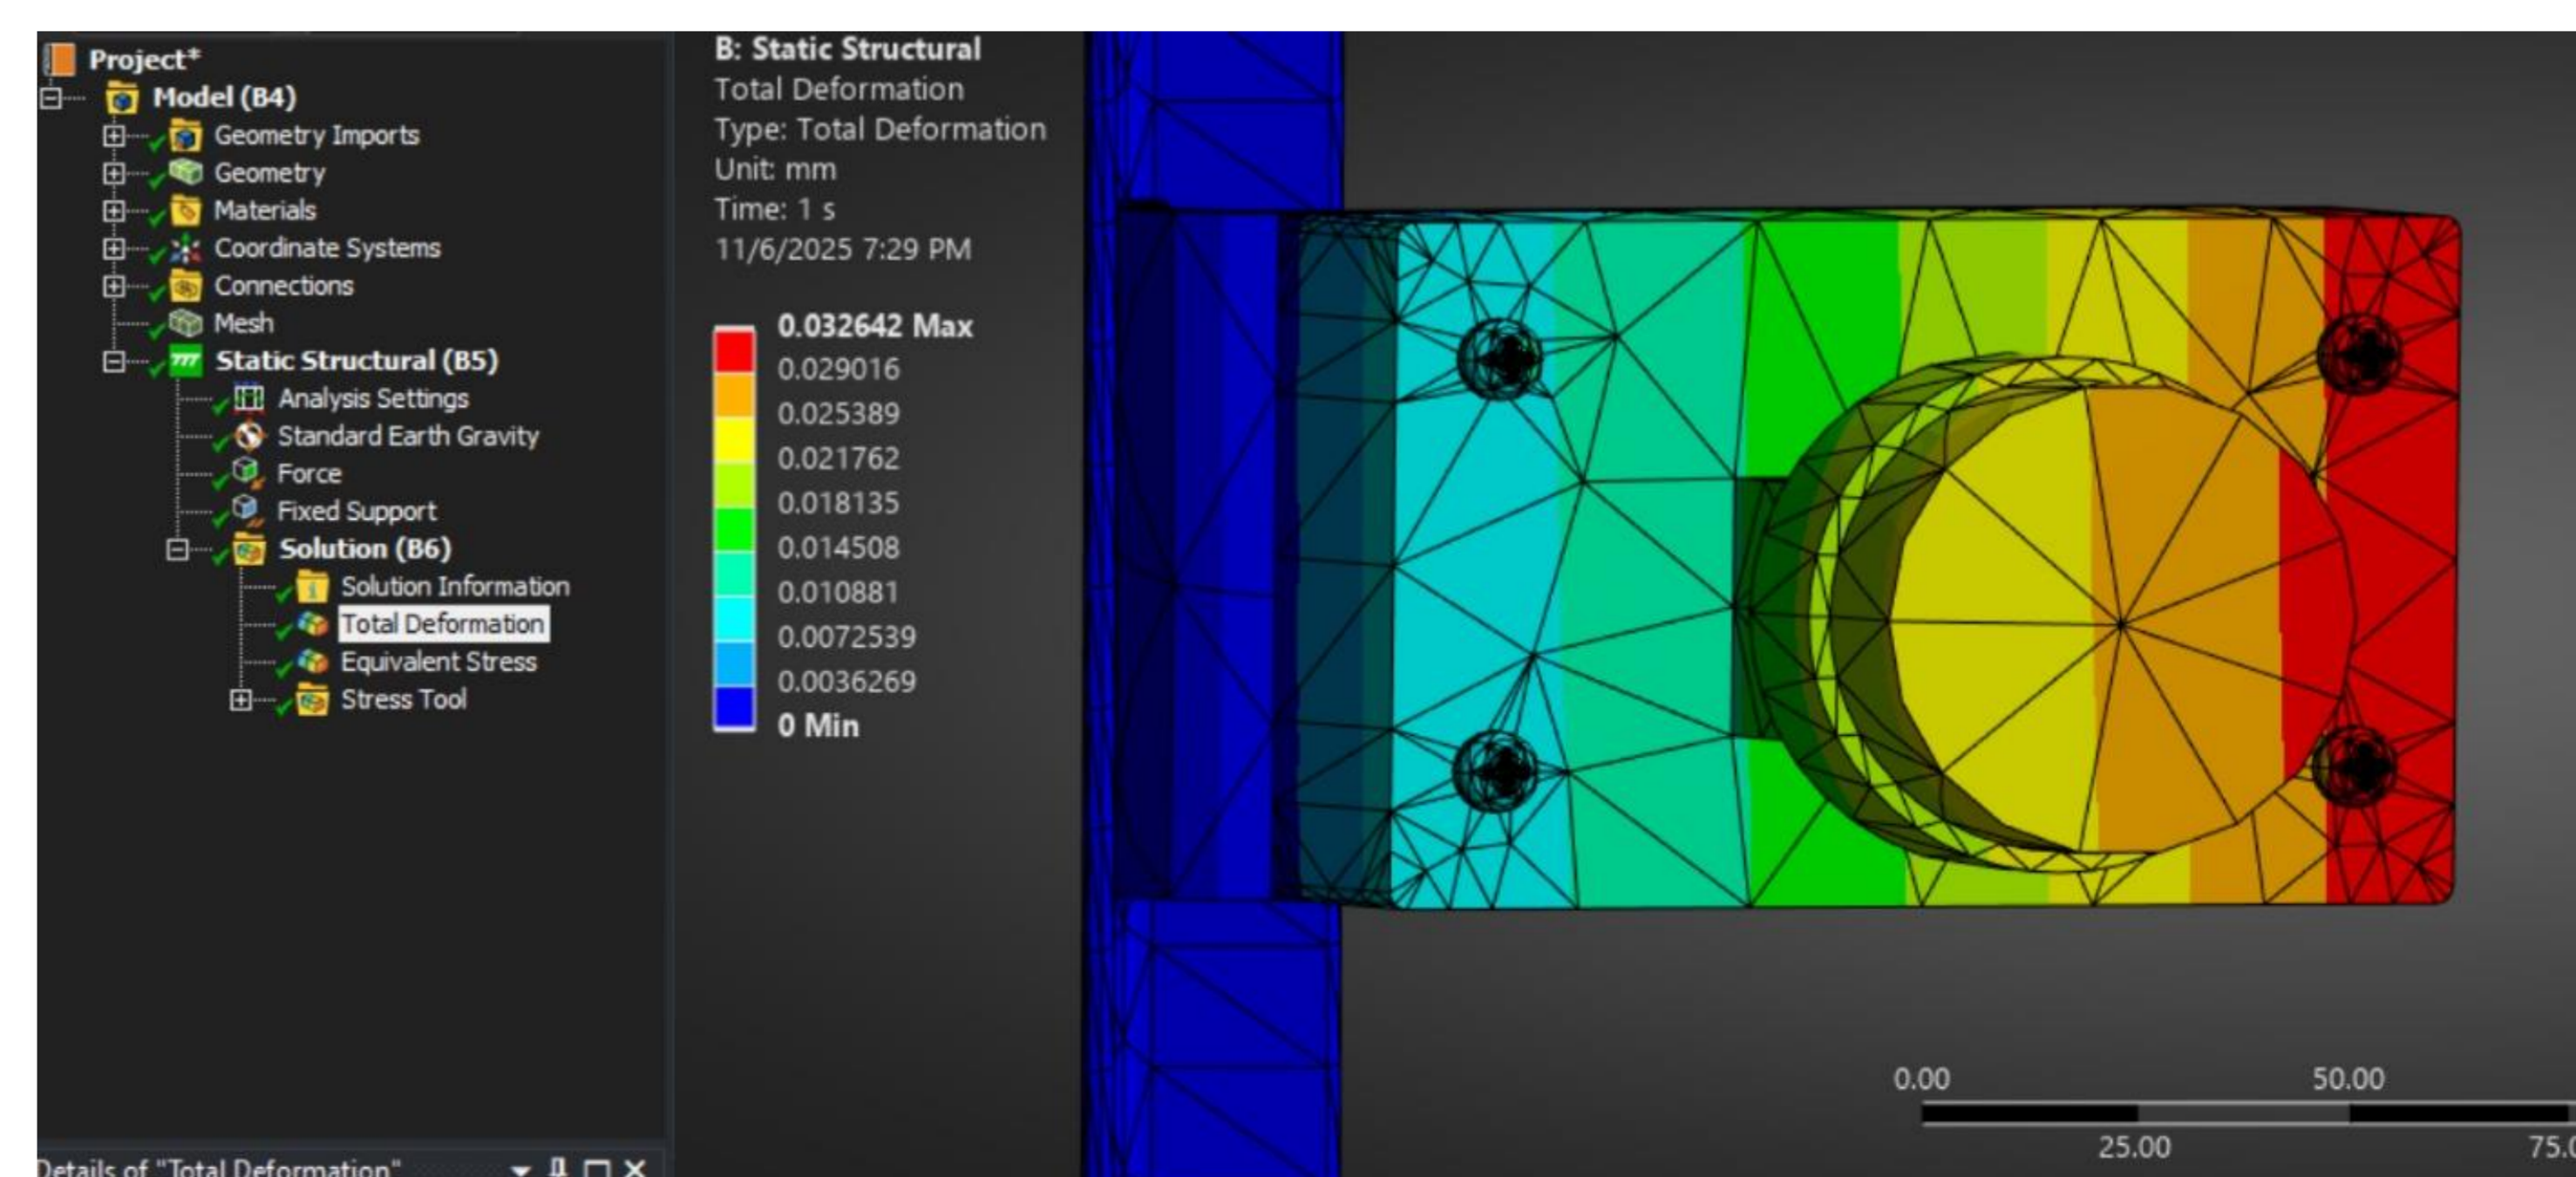 Project*
Model (B4)
Geometry Imports
Geometry
Materials
Coordinate Systems
Connections
Mesh
Static Structural (B5)
Analysis Settings
Standard Earth Gravity
Force
Fixed Support
Solution (B6)
Solution Information
Total Deformation
Equivalent Stress
Stress Tool
Details of "Total Deformation"
B: Static Structural
Total Deformation
Type: Total Deformation
Unit: mm
Time: 1 s
11/6/2025 7:29 PM
0.032642 Max
0.029016
0.025389
0.021762
0.018135
0.014508
0.010881
0.0072539
0.0036269
0 Min
0.00 50.00
25.00